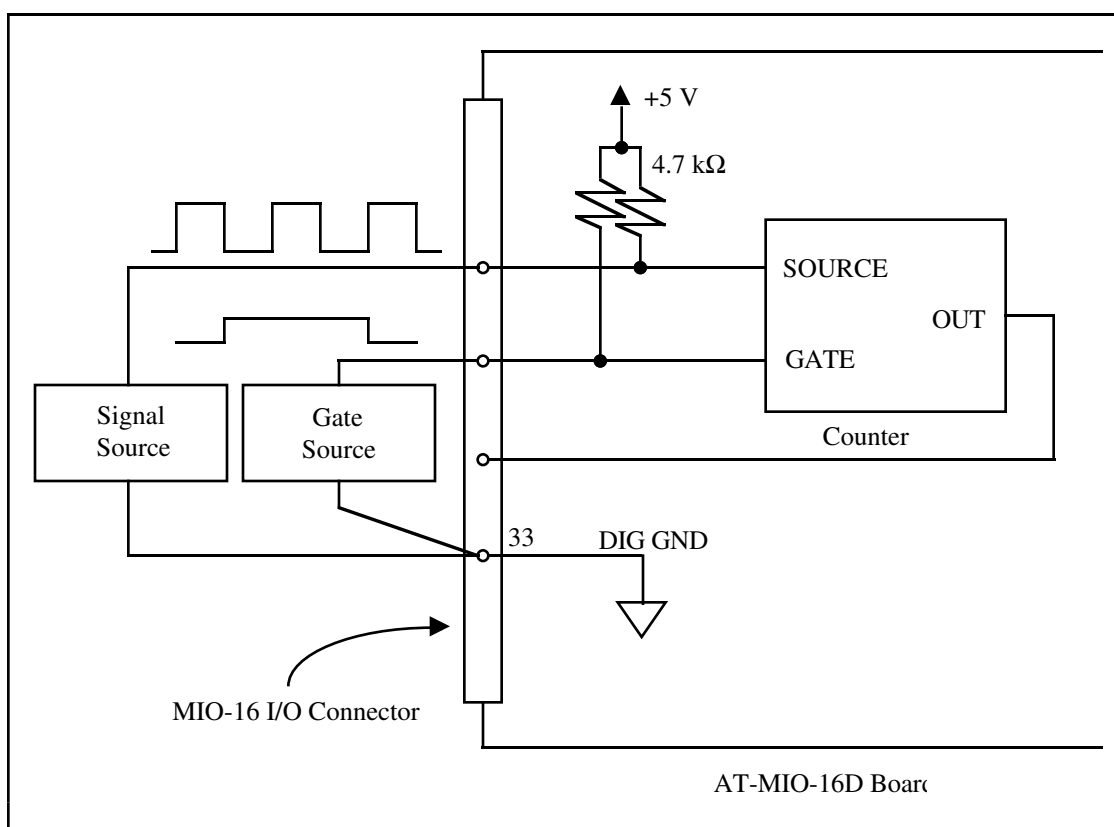 +5 V
4.7 kΩ
SOURCE
OUT
GATE
Signal
Source
Gate
Source
Counter
33
DIG GND
MIO-16 I/O Connector
AT-MIO-16D Board